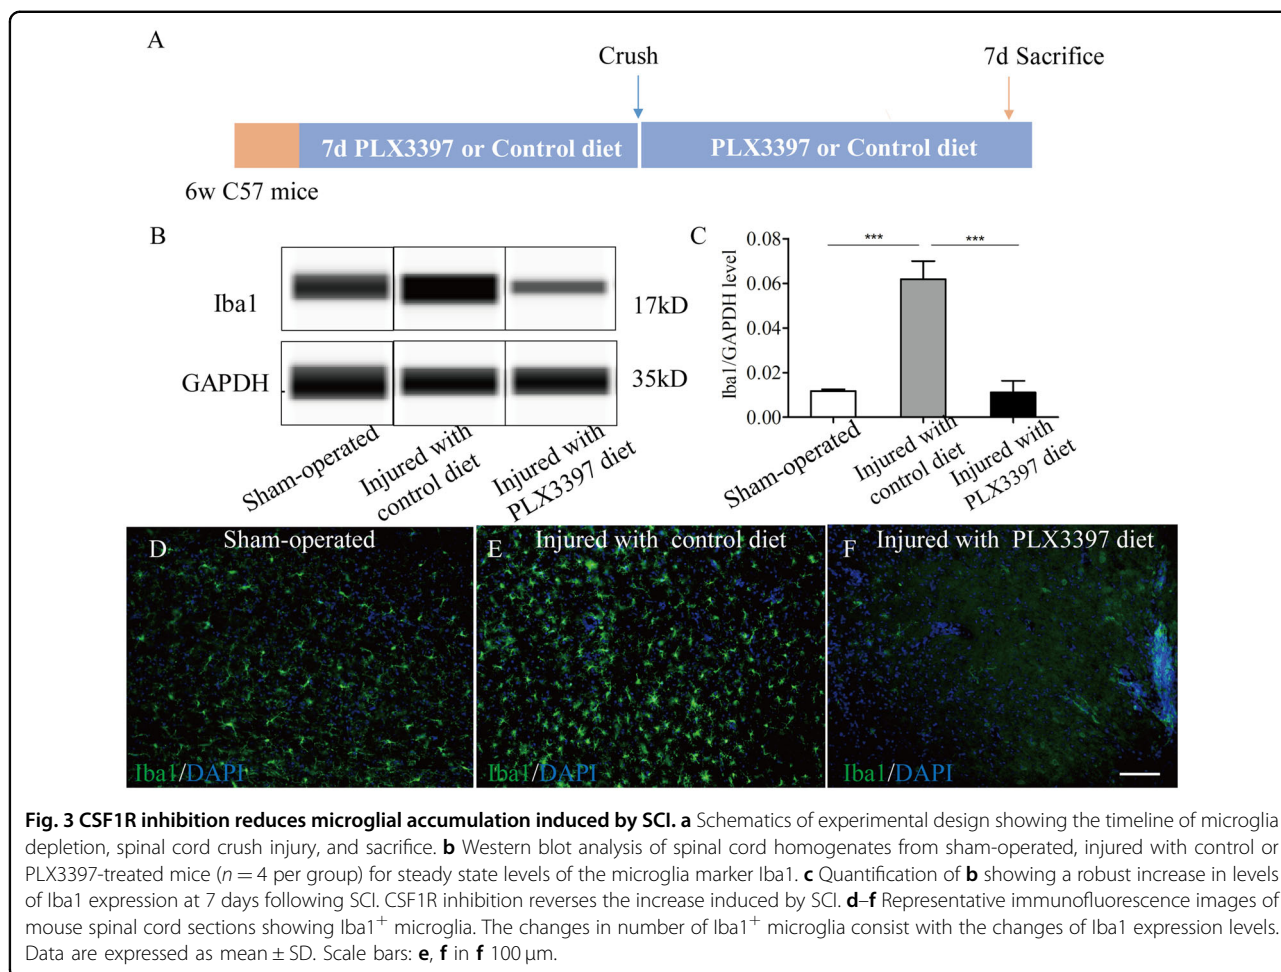 A
Crush
7d Sacrifice
7d PLX3397 or Control diet
PLX3397 or Control diet
6w C57 mice
B
Iba1
17kD
GAPDH
35kD
Sham-operated
Injured with
control diet
Injured with
PLX3397 diet
C
Iba1/GAPDH level
0.08
0.06
0.04
0.02
0.00
***
***
Sham-operated
Injured with
control diet
Injured with
PLX3397 diet
D
Sham-operated
Iba1/DAPI
E
Injured with control diet
Iba1/DAPI
F
Injured with PLX3397 diet
Iba1/DAPI
Fig. 3 CSF1R inhibition reduces microglial accumulation induced by SCI. a Schematics of experimental design showing the timeline of microglia
depletion, spinal cord crush injury, and sacrifice. b Western blot analysis of spinal cord homogenates from sham-operated, injured with control or
PLX3397-treated mice (n = 4 per group) for steady state levels of the microglia marker Iba1. c Quantification of b showing a robust increase in levels
of Iba1 expression at 7 days following SCI. CSF1R inhibition reverses the increase induced by SCI. d–f Representative immunofluorescence images of
mouse spinal cord sections showing Iba1+ microglia. The changes in number of Iba1+ microglia consist with the changes of Iba1 expression levels.
Data are expressed as mean ± SD. Scale bars: e, f in f 100 μm.